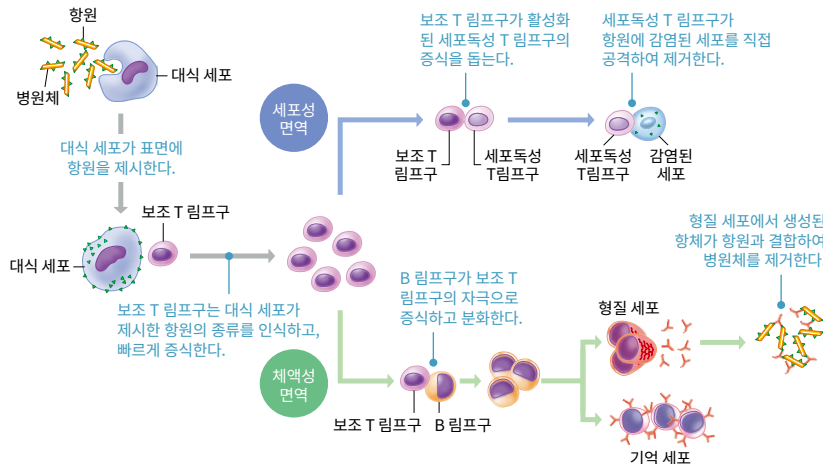 항원
병원체
대식 세포
대식 세포가 표면에
항원을 제시한다.
보조 T 림프구
대식 세포
보조 T 림프구는 대식 세포가
제시한 항원의 종류를 인식하고,
빠르게 증식한다.
세포성
면역
보조 T 림프구가 활성화
된 세포독성 T 림프구의
증식을 돕는다.
보조 T
림프구
세포독성
T림프구
세포독성 T 림프구가
항원에 감염된 세포를 직접
공격하여 제거한다.
세포독성
T림프구
감염된
세포
체액성
면역
B 림프구가 보조 T
림프구의 자극으로
증식하고 분화한다.
보조 T 림프구
B 림프구
형질 세포
기억 세포
형질 세포에서 생성된
항체가 항원과 결합하여
병원체를 제거한다